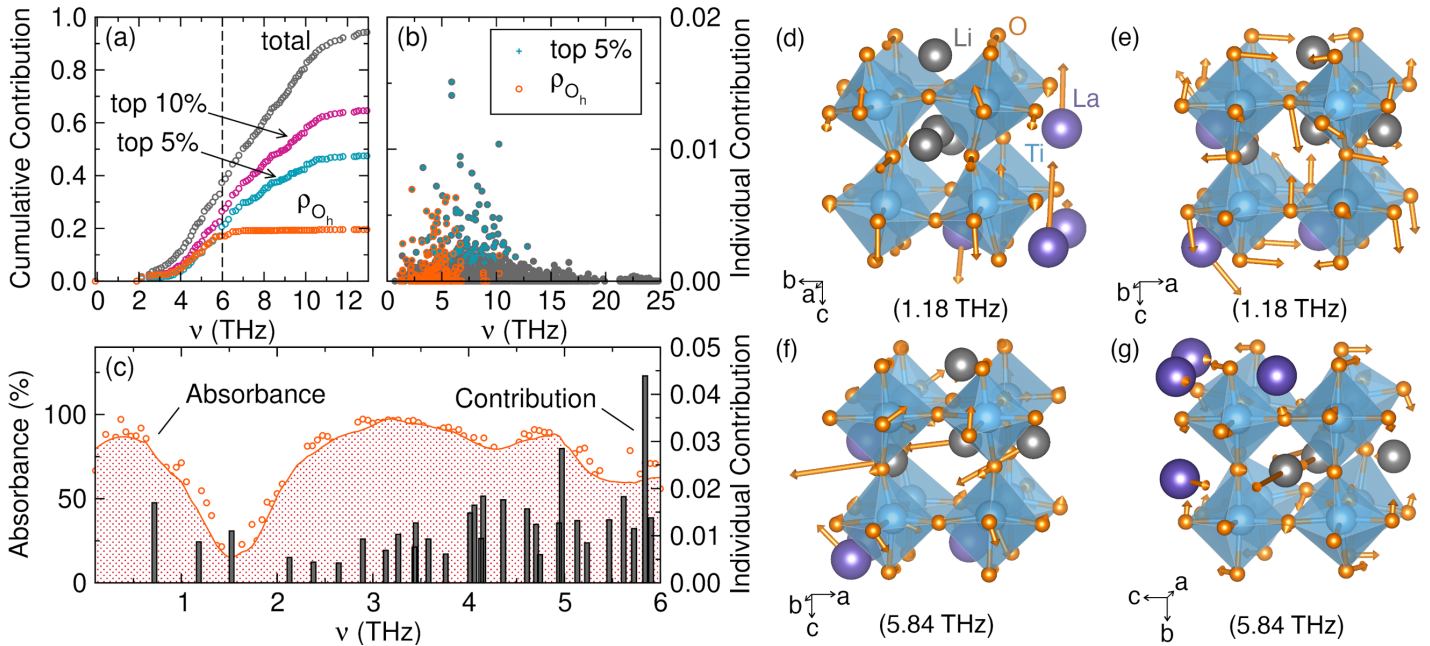 (a)
total
top 10%
top 5%
ρOh
Cumulative Contribution
1.0
0.8
0.6
0.4
0.2
0.0
0 2 4 6 8 10 12
ν (THz)
(b)
top 5%
ρOh
0.02
0.01
0.00
Individual Contribution
0 5 10 15 20 25
ν (THz)
(c)
Absorbance
Contribution
Absorbance (%)
100
50
0
0.05
0.04
0.03
0.02
0.01
0.00
Individual Contribution
1 2 3 4 5 6
ν (THz)
(d)
Li
O
La
Ti
b
a
c
(1.18 THz)
(e)
b
a
c
(1.18 THz)
(f)
b
a
c
(5.84 THz)
(g)
c
a
b
(5.84 THz)